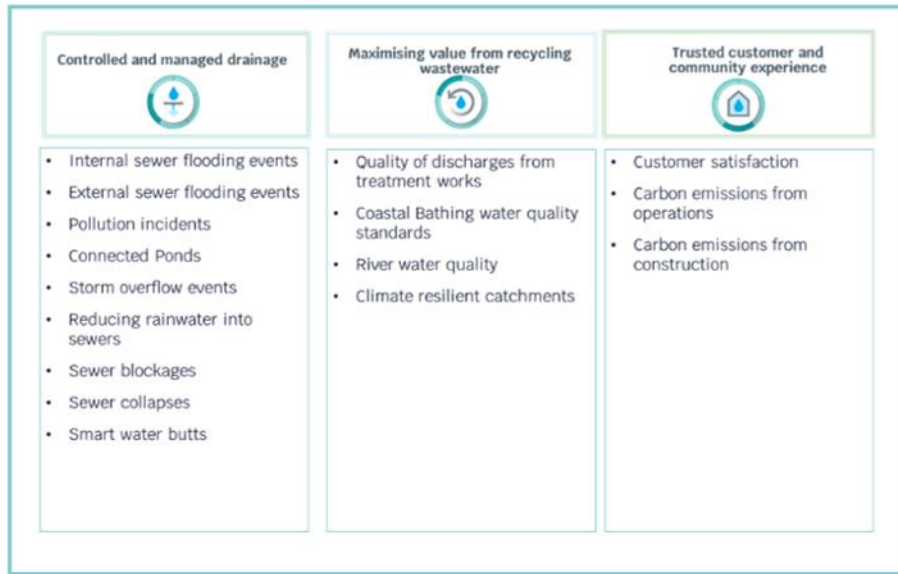 Controlled and managed drainage
• Internal sewer flooding events
• External sewer flooding events
• Pollution incidents
• Connected Ponds
• Storm overflow events
• Reducing rainwater into
sewers
• Sewer blockages
• Sewer collapses
• Smart water butts
Maximising value from recycling
wastewater
• Quality of discharges from
treatment works
• Coastal Bathing water quality
standards
• River water quality
• Climate resilient catchments
Trusted customer and
community experience
• Customer satisfaction
• Carbon emissions from
operations
• Carbon emissions from
construction